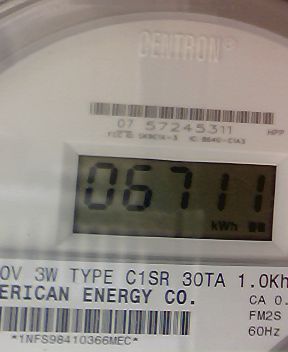 CENTRON®
07 57245311
HPP
06711
kWh
0V 3W TYPE C1SR 30TA 1.0Kh
ERICAN ENERGY CO.
CA 0.
FM2S
60Hz
*1NFS98410366MEC*